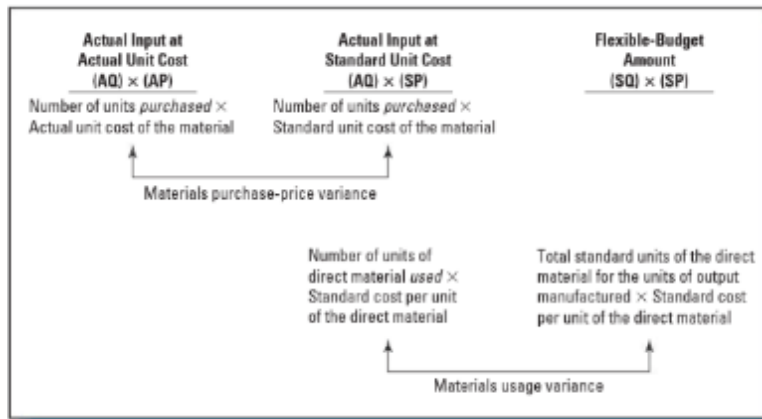 Actual Input at
Actual Unit Cost
(AQ) × (AP)
Number of units purchased ×
Actual unit cost of the material
Actual Input at
Standard Unit Cost
(AQ) × (SP)
Number of units purchased ×
Standard unit cost of the material
Flexible-Budget
Amount
(SQ) × (SP)
Materials purchase-price variance
Number of units of
direct material used ×
Standard cost per unit
of the direct material
Total standard units of the direct
material for the units of output
manufactured × Standard cost
per unit of the direct material
Materials usage variance